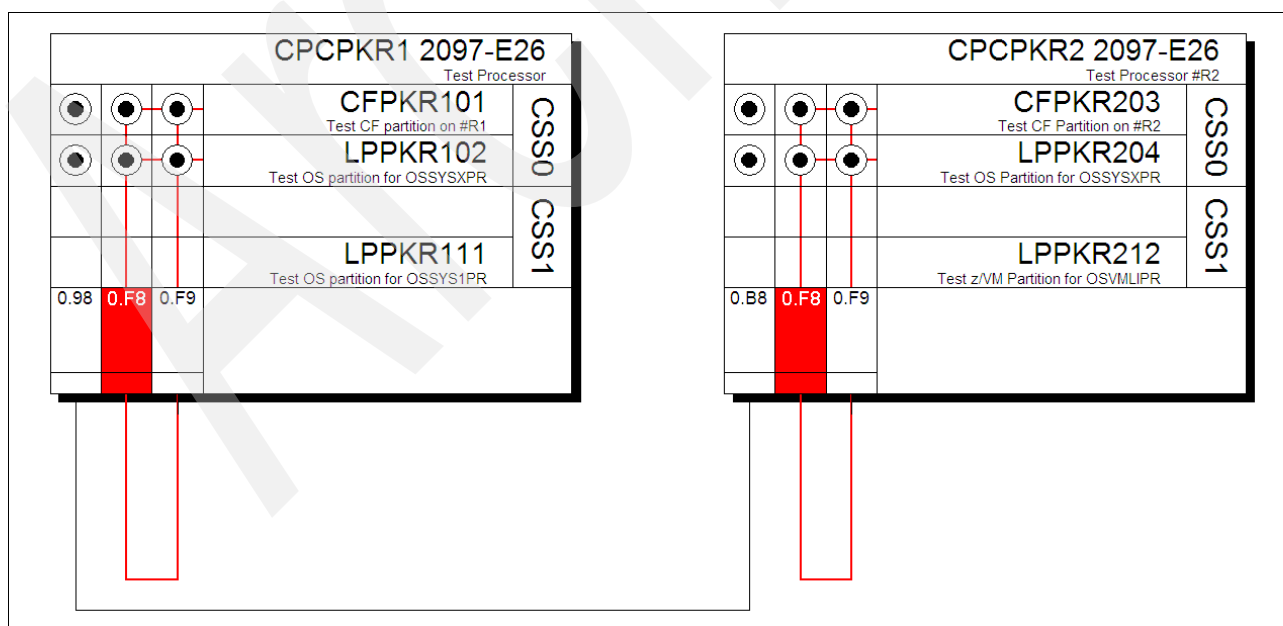 CPCPKR1 2097-E26
Test Processor
CFPKR101
Test CF partition on #R1
LPPKR102
Test OS partition for OSSYSXPR
CSS0
LPPKR111
Test OS partition for OSSYS1PR
CSS1
0.98 0.F8 0.F9
CPCPKR2 2097-E26
Test Processor #R2
CFPKR203
Test CF Partition on #R2
LPPKR204
Test OS Partition for OSSYSXPR
CSS0
LPPKR212
Test z/VM Partition for OSVMLIPR
CSS1
0.B8 0.F8 0.F9